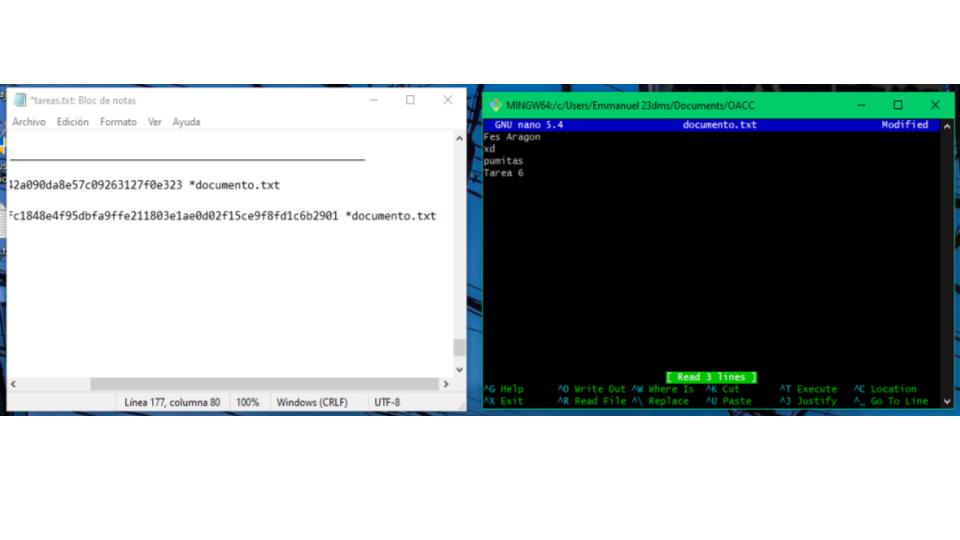 *tareas.txt: Bloc de notas
Archivo Edición Formato Ver Ayuda
42a090da8e57c09263127f0e323 *documento.txt
c1848e4f95dbfa9ffe211803e1ae0d02f15ce9f8fd1c6b2901 *documento.txt
Línea 177, columna 80 100% Windows (CRLF) UTF-8
MINGW64:/c/Users/Emmanuel 23dms/Documents/OACC
GNU nano 5.4 documento.txt Modified
Fes Aragon
xd
pumitas
Tarea 6
[ Read 3 lines ]
^G Help ^O Write Out ^W Where Is ^K Cut ^T Execute ^C Location
^X Exit ^R Read File ^\ Replace ^U Paste ^J Justify ^_ Go To Line